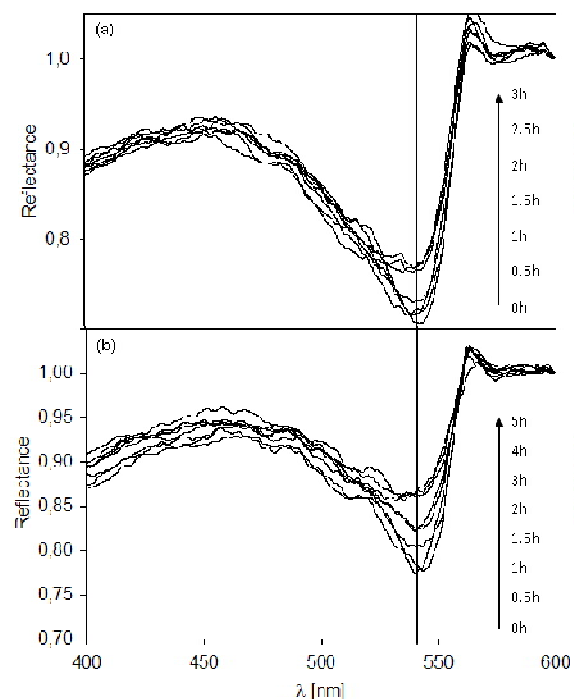 (a)
1,0
0,9
0,8
Reflectance
3h
2.5h
2h
1.5h
1h
0.5h
0h
(b)
1,00
0,95
0,90
0,85
0,80
0,75
0,70
Reflectance
5h
4h
3h
2h
1.5h
1h
0.5h
0h
400 450 500 550 600
λ [nm]